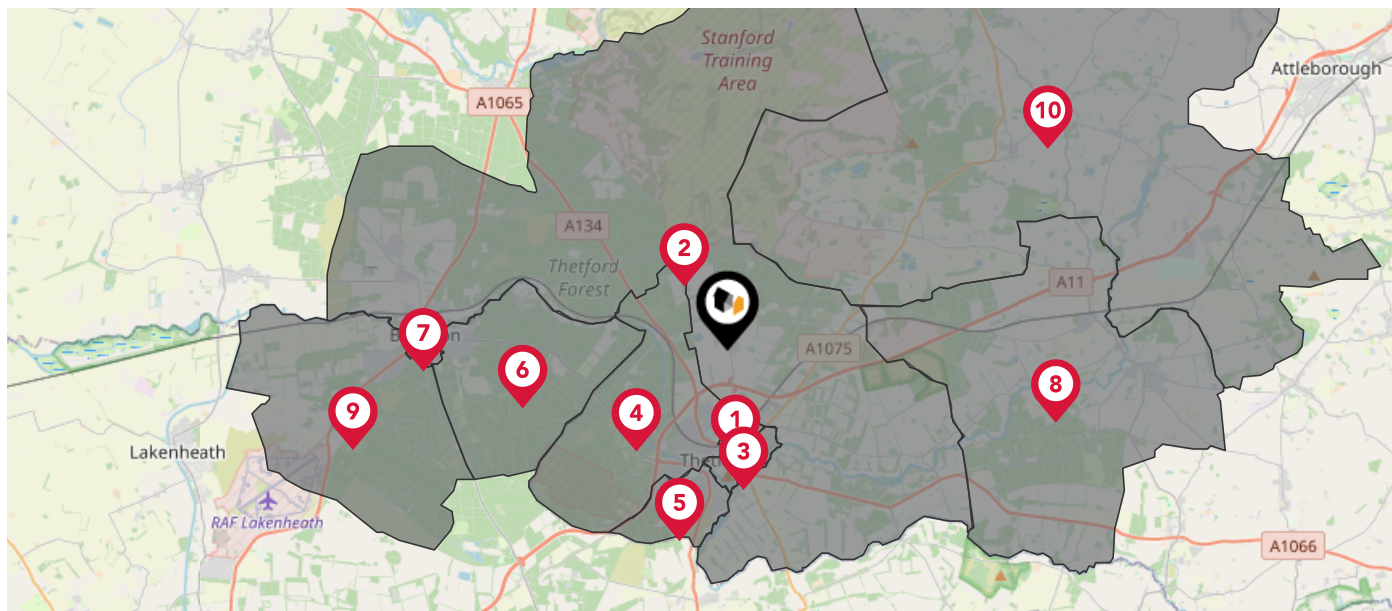 Stanford
Training
Area
Attleborough
A1065
10
A134
2
Thetford
Forest
A11
7
A1075
6
8
9
4
1
Lakenheath
3
5
RAF Lakenheath
A1066